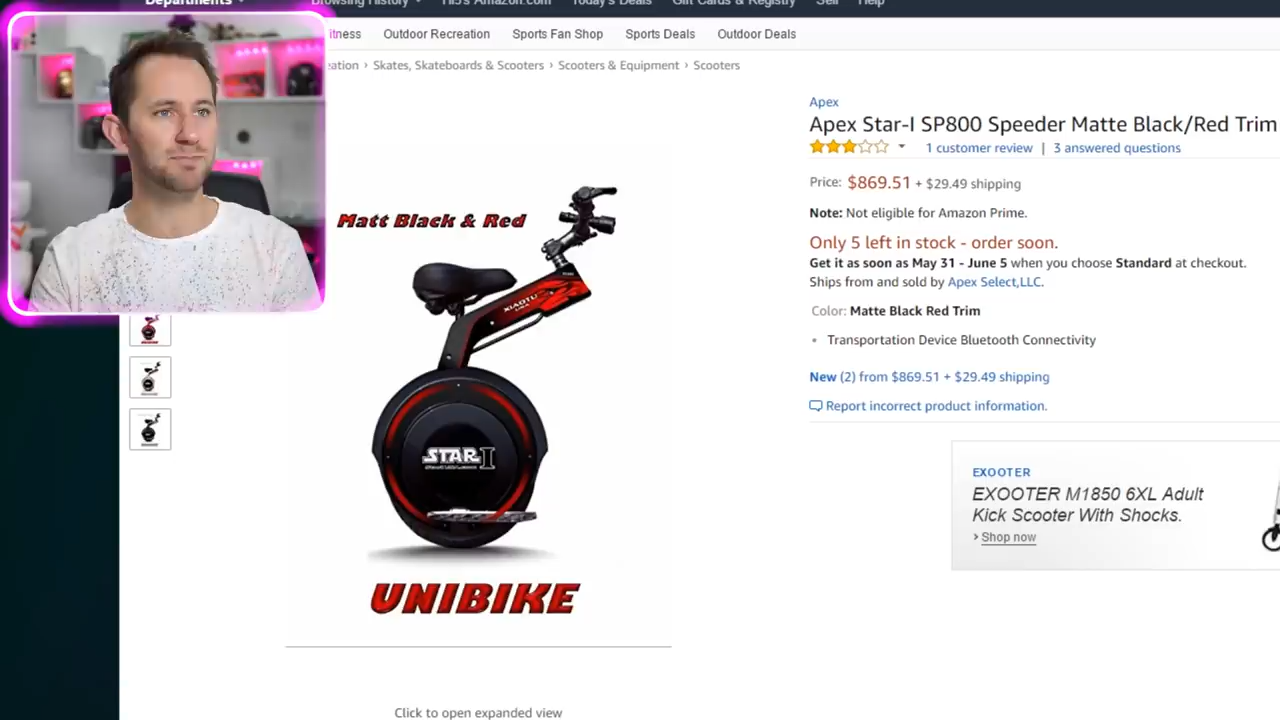 Departments
Browsing History
Today's Deals
Gift Cards & Registry
Sell
Help
Outdoor Recreation
Sports Fan Shop
Sports Deals
Outdoor Deals
Skates, Skateboards & Scooters › Scooters & Equipment › Scooters
Apex
Apex Star-I SP800 Speeder Matte Black/Red Trim
1 customer review | 3 answered questions
Price: $869.51 + $29.49 shipping
Note: Not eligible for Amazon Prime.
Only 5 left in stock - order soon.
Get it as soon as May 31 - June 5 when you choose Standard at checkout.
Ships from and sold by Apex Select,LLC.
Color: Matte Black Red Trim
• Transportation Device Bluetooth Connectivity
New (2) from $869.51 + $29.49 shipping
Report incorrect product information.
Matt Black & Red
XIAOTU
STAR I
UNIBIKE
Click to open expanded view
EXOOTER
EXOOTER M1850 6XL Adult
Kick Scooter With Shocks.
› Shop now